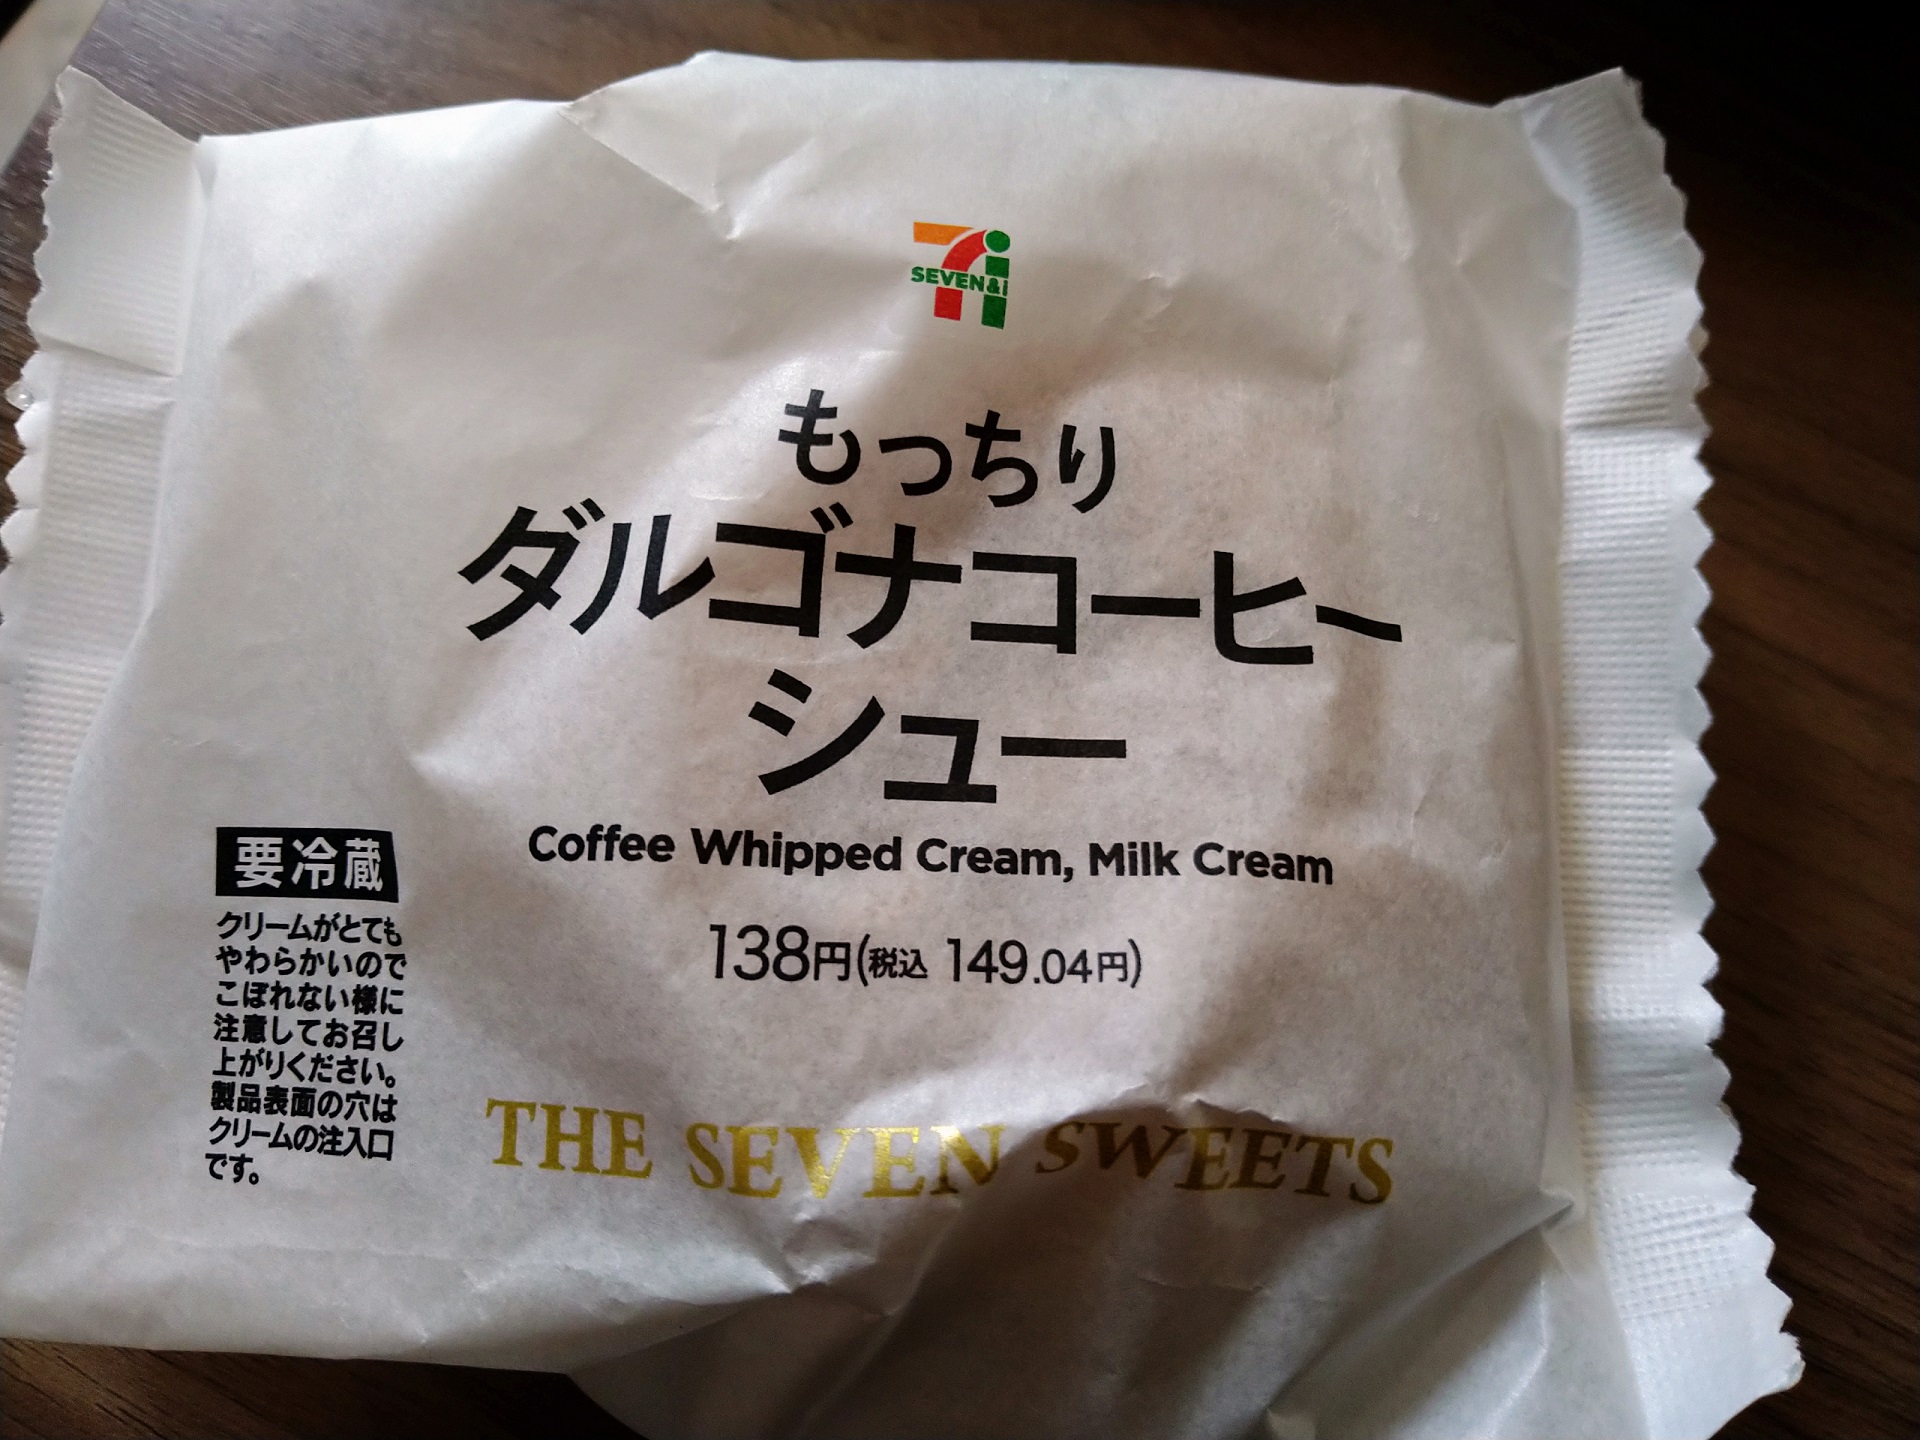 SEVEN&i
もっちり
ダルゴナコーヒー
シュー
Coffee Whipped Cream, Milk Cream
138円(税込 149.04円)
要冷蔵
クリームがとても
やわらかいので
こぼれない様に
注意してお召し
上がりください。
製品表面の穴は
クリームの注入口
です。
THE SEVEN SWEETS